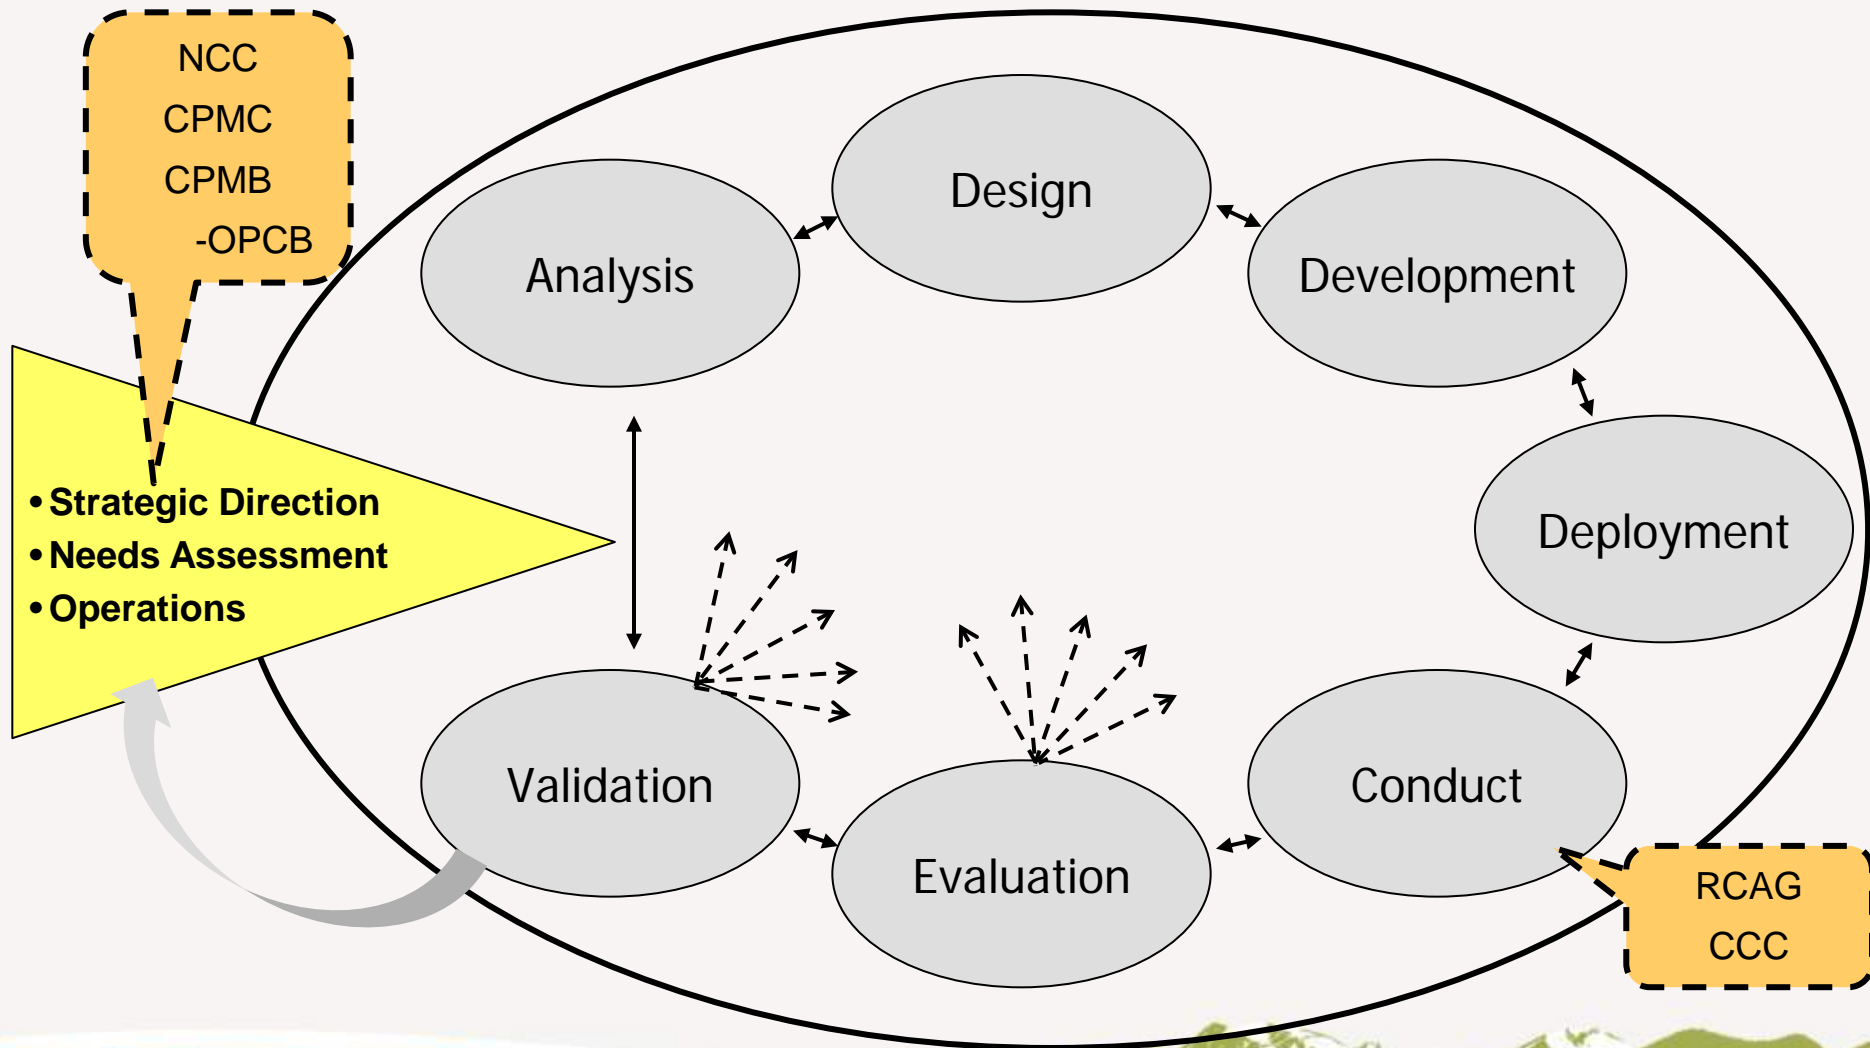 NCC
CPMC
CPMB
-OPCB
Design
Analysis
Development
• Strategic Direction
• Needs Assessment
• Operations
Deployment
Validation
Conduct
Evaluation
RCAG
CCC